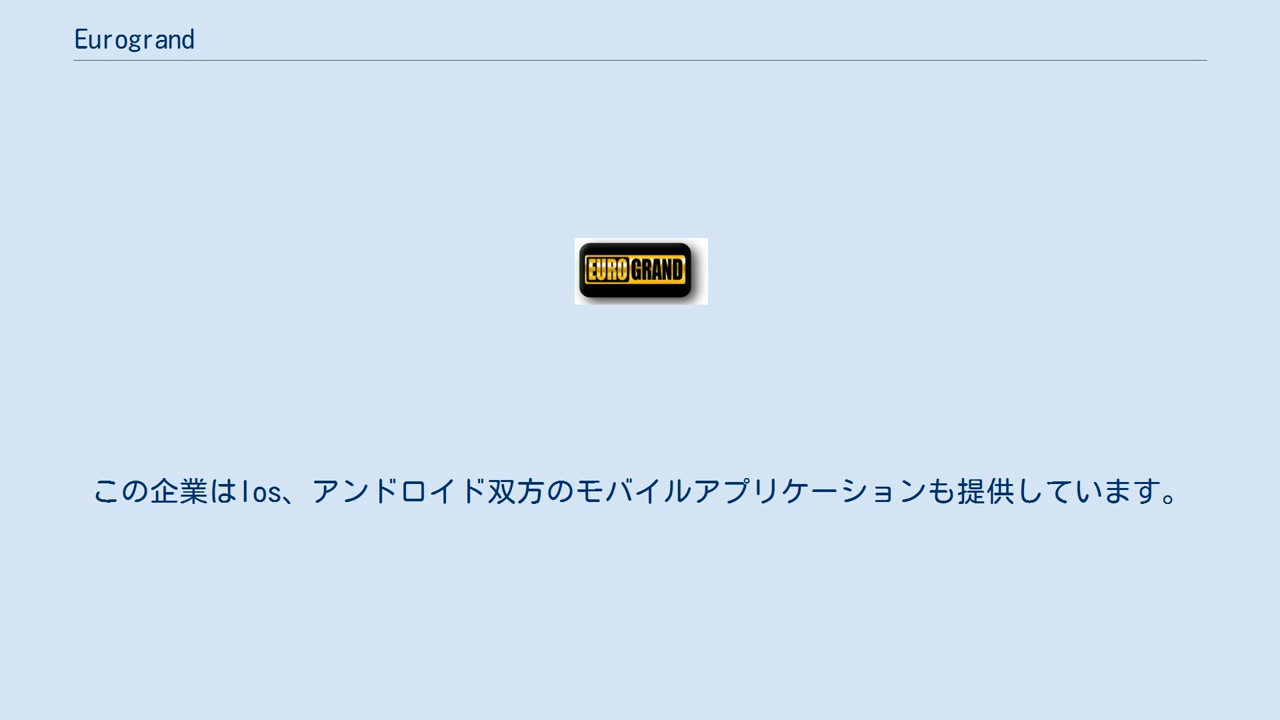 Eurogrand
EURO GRAND
この企業はIos、アンドロイド双方のモバイルアプリケーションも提供しています。